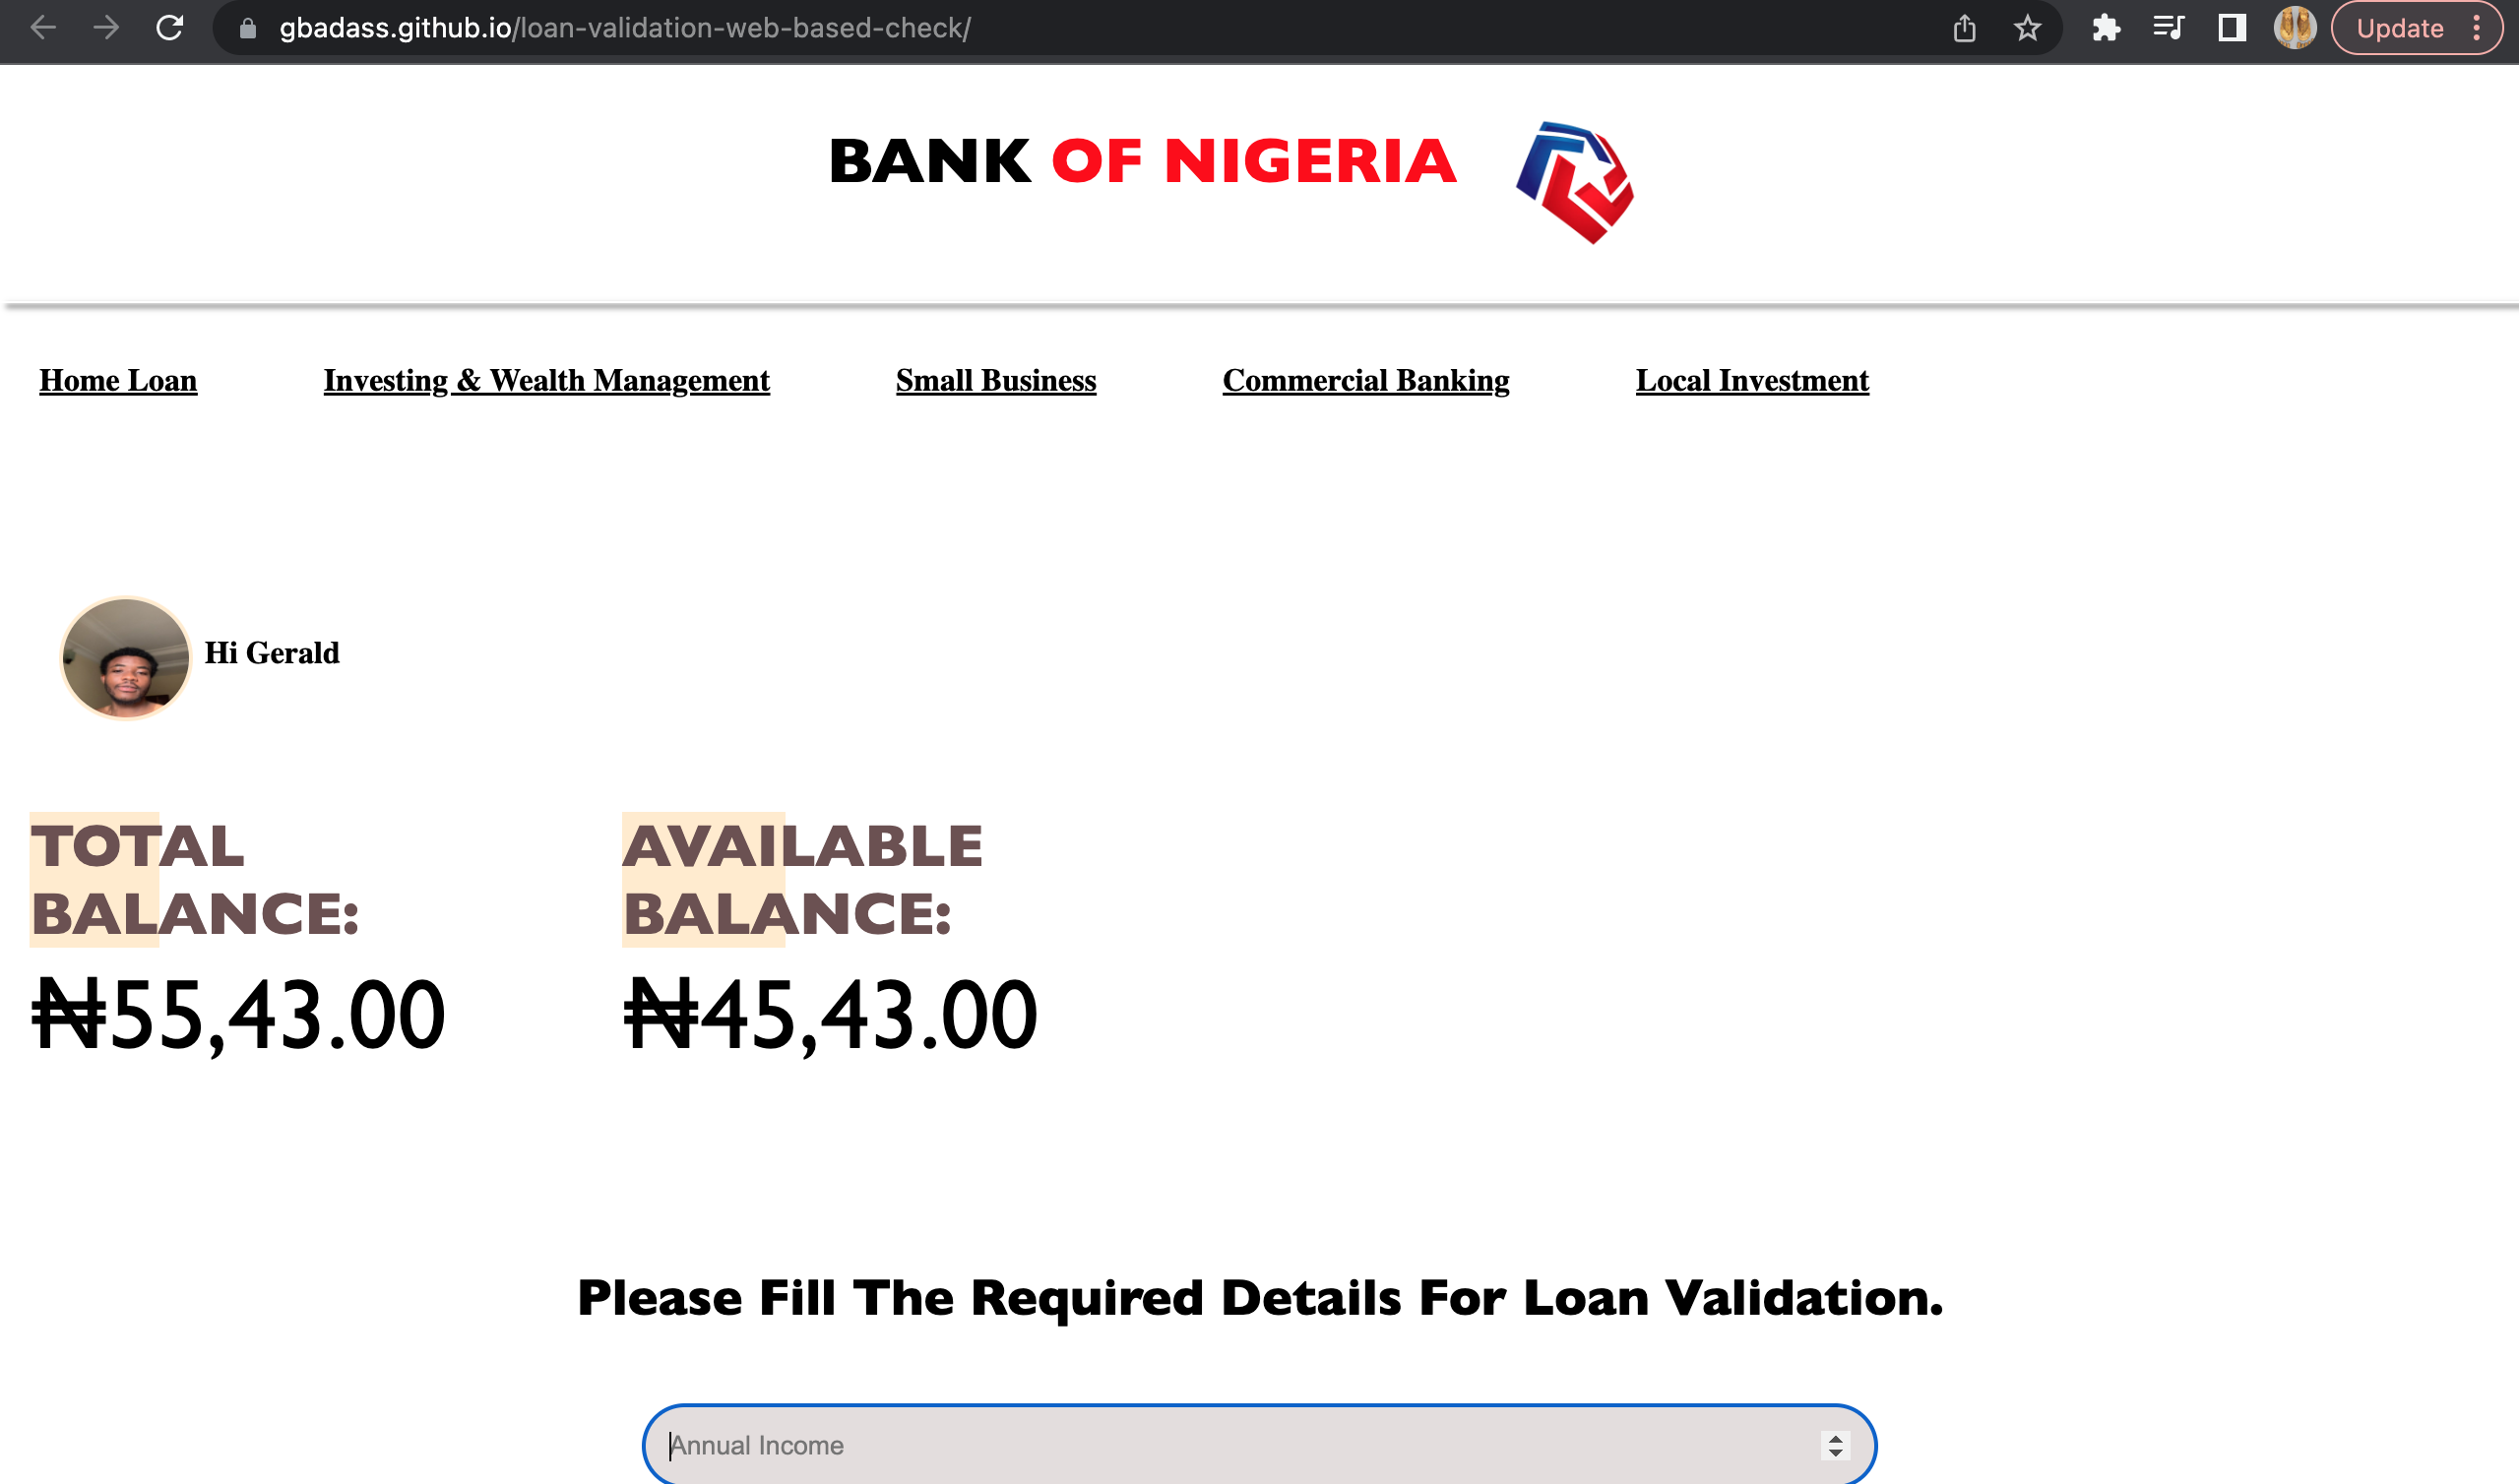 gbadass.github.io/loan-validation-web-based-check/
Update
BANK OF NIGERIA
Home Loan Investing & Wealth Management Small Business Commercial Banking Local Investment
Hi Gerald
TOTAL
BALANCE:
₦55,43.00
AVAILABLE
BALANCE:
₦45,43.00
Please Fill The Required Details For Loan Validation.
Annual Income